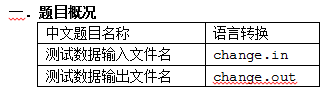 一．题目概况
中文题目名称 语言转换
测试数据输入文件名 change.in
测试数据输出文件名 change.out